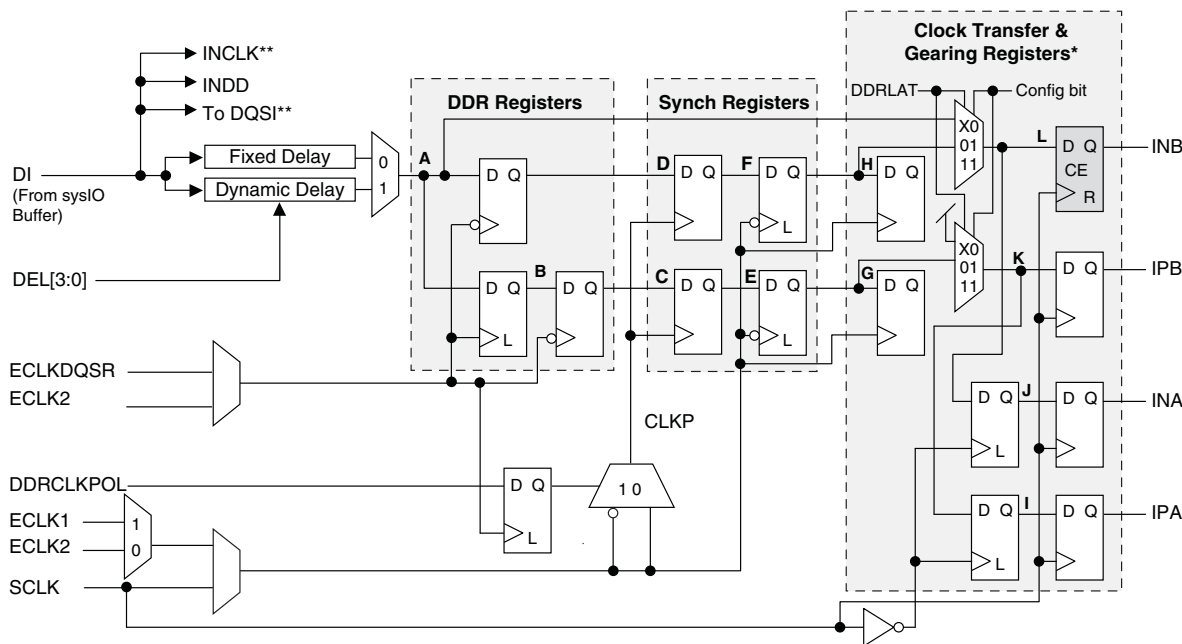 Clock Transfer &
Gearing Registers*
INCLK**
INDD
To DQSI**
DDR Registers
Synch Registers
DDRLAT
Config bit
DI
(From sysIO
Buffer)
Fixed Delay
Dynamic Delay
0
1
A
D Q
D
D Q
F
D Q
L
H
D Q
X0
01
11
L
D Q
CE
R
INB
DEL[3:0]
D Q
L
B
D Q
C
D Q
E
D Q
L
G
D Q
X0
01
11
K
D Q
IPB
ECLKDQSR
ECLK2
CLKP
D Q
L
J
D Q
INA
DDRCLKPOL
D Q
L
1 0
ECLK1
ECLK2
1
0
SCLK
D Q
L
I
D Q
IPA